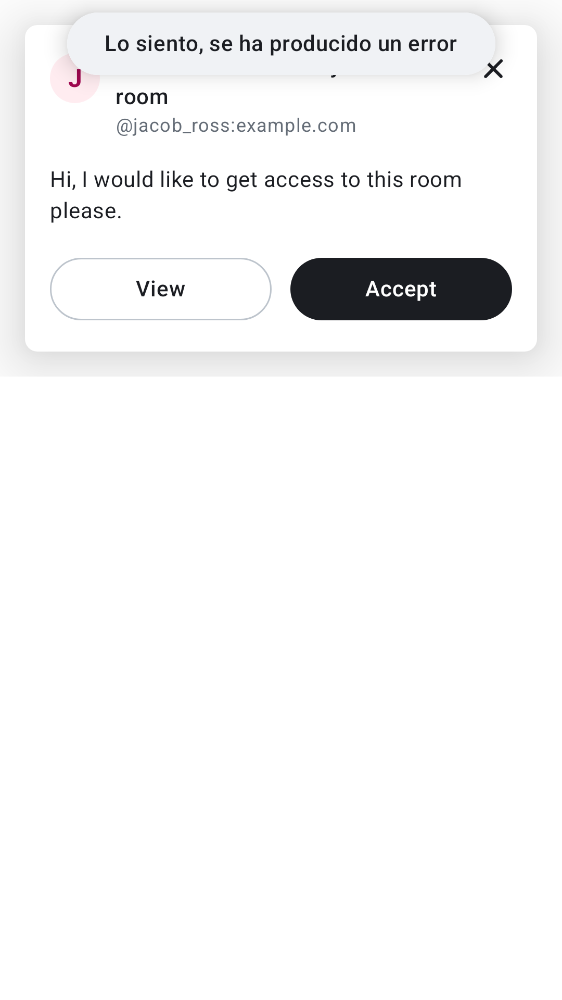 Lo siento, se ha producido un error
J
room
@jacob_ross:example.com
Hi, I would like to get access to this room
please.
View
Accept